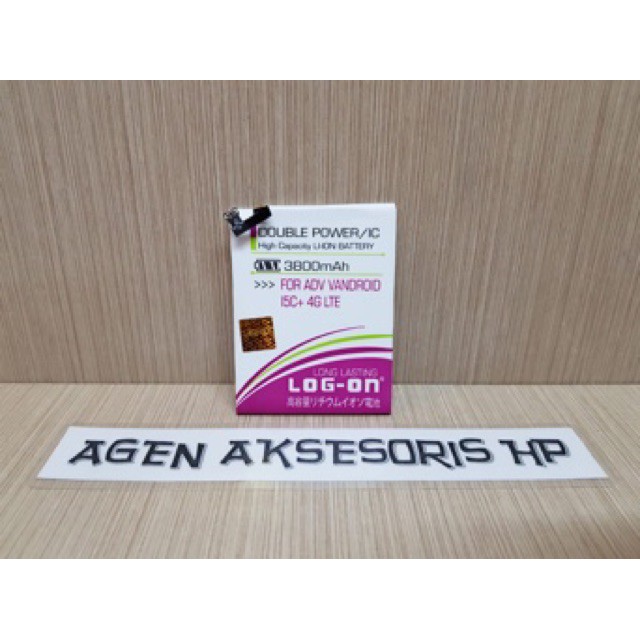 DOUBLE POWER/IC
High Capacity LI-ION BATTERY
3800mAh
>>> FOR ADV VANDROID
I5C+ 4G LTE
LONG LASTING
LOG-ON®
高容量リチウムイオン電池
AGEN AKSESORIS HP